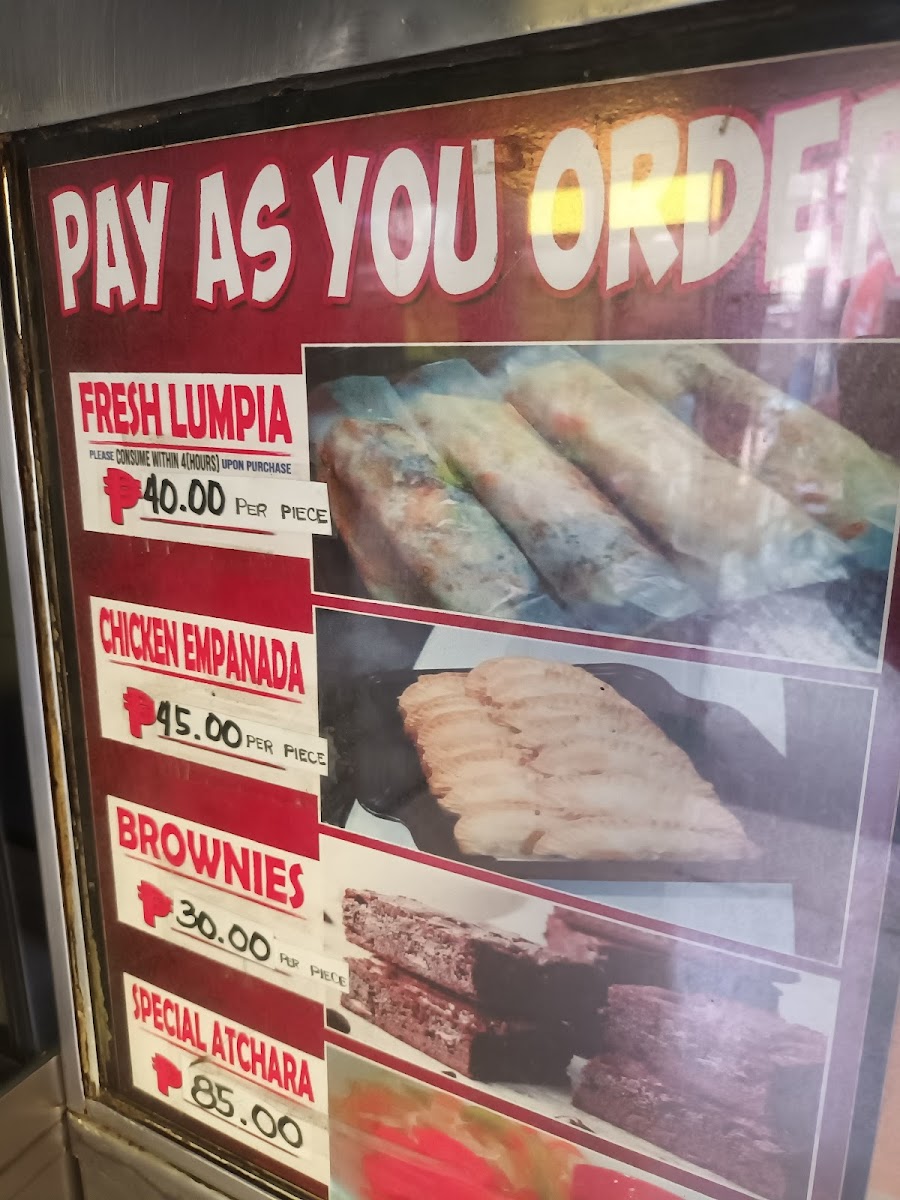 PAY AS YOU ORDER
FRESH LUMPIA
PLEASE CONSUME WITHIN 4(HOURS) UPON PURCHASE
₱40.00 PER PIECE
CHICKEN EMPANADA
₱45.00 PER PIECE
BROWNIES
₱30.00 PER PIECE
SPECIAL ATCHARA
₱85.00